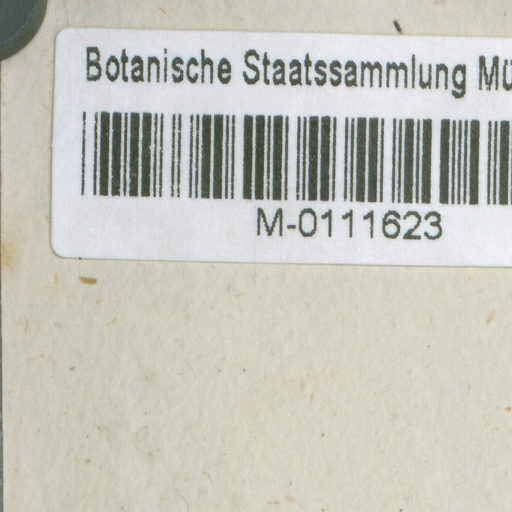 Botanische Staatssammlung Mü
M-0111623